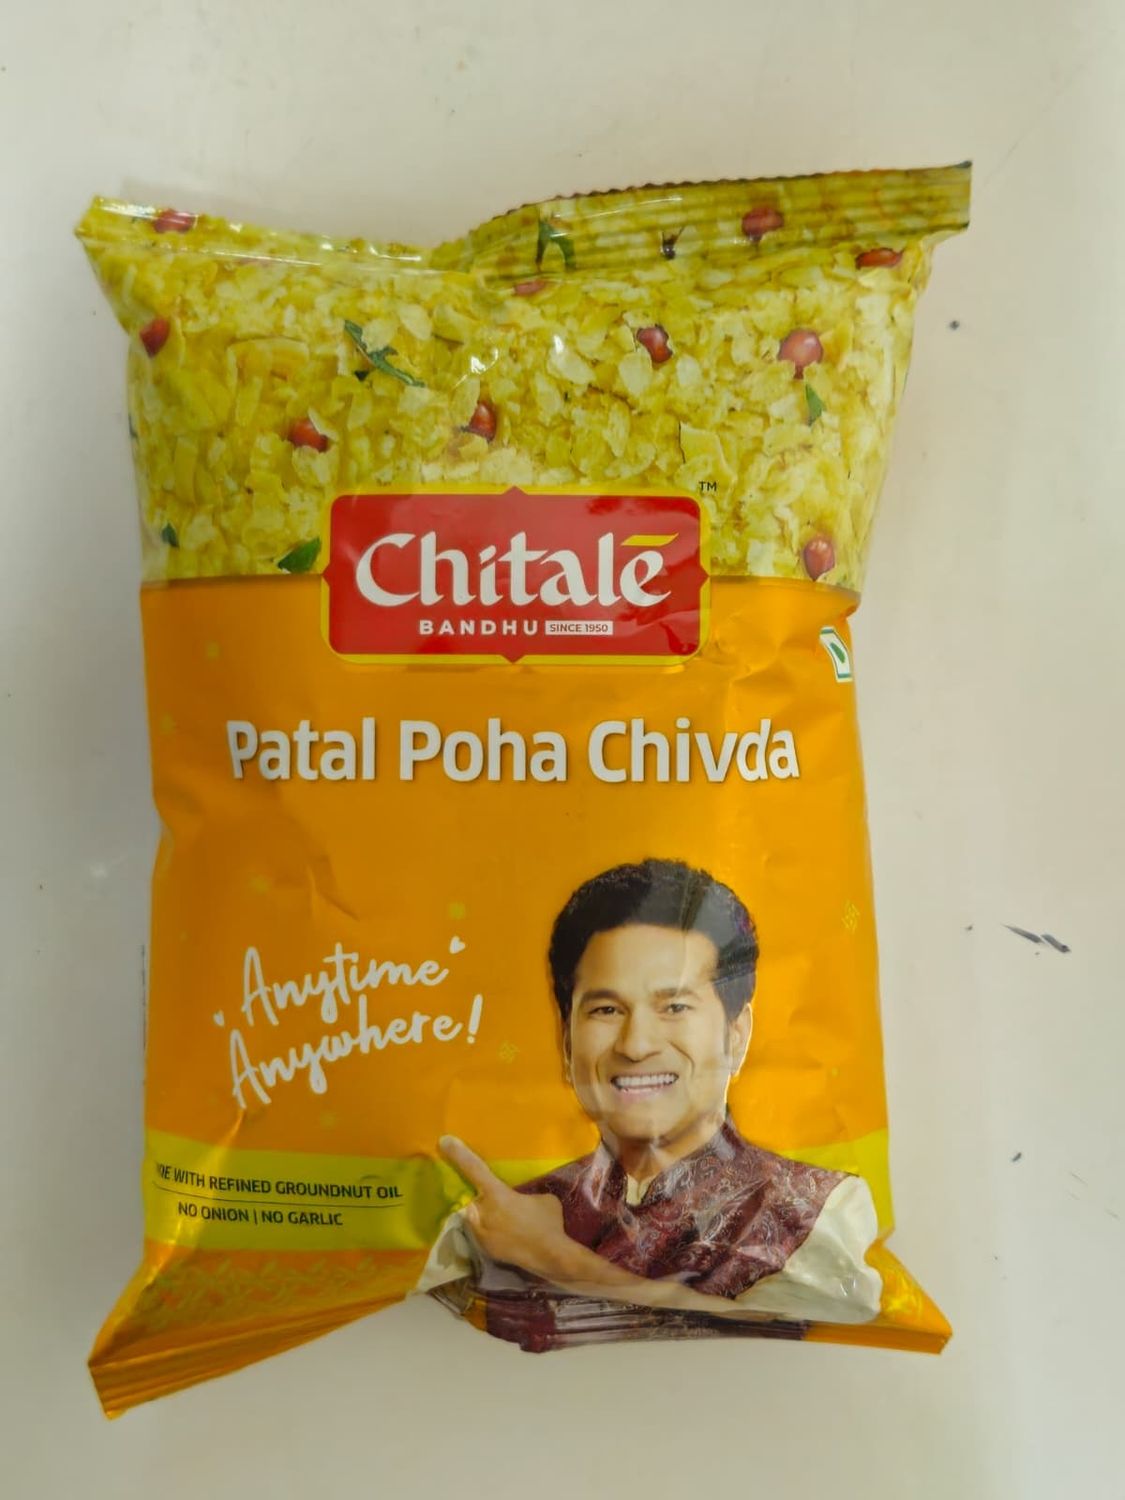 Chitalē
TM
BANDHU SINCE 1950
Patal Poha Chivda
Anytime
Anywhere!
WITH REFINED GROUNDNUT OIL
NO ONION | NO GARLIC